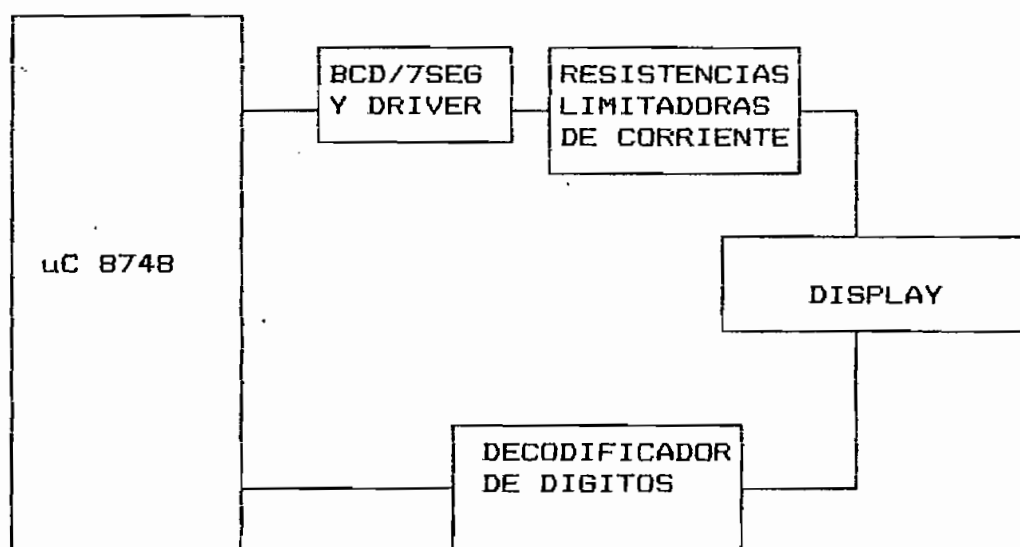 BCD/7SEG
Y DRIVER
RESISTENCIAS
LIMITADORAS
DE CORRIENTE
uC 8748
DISPLAY
DECODIFICADOR
DE DIGITOS